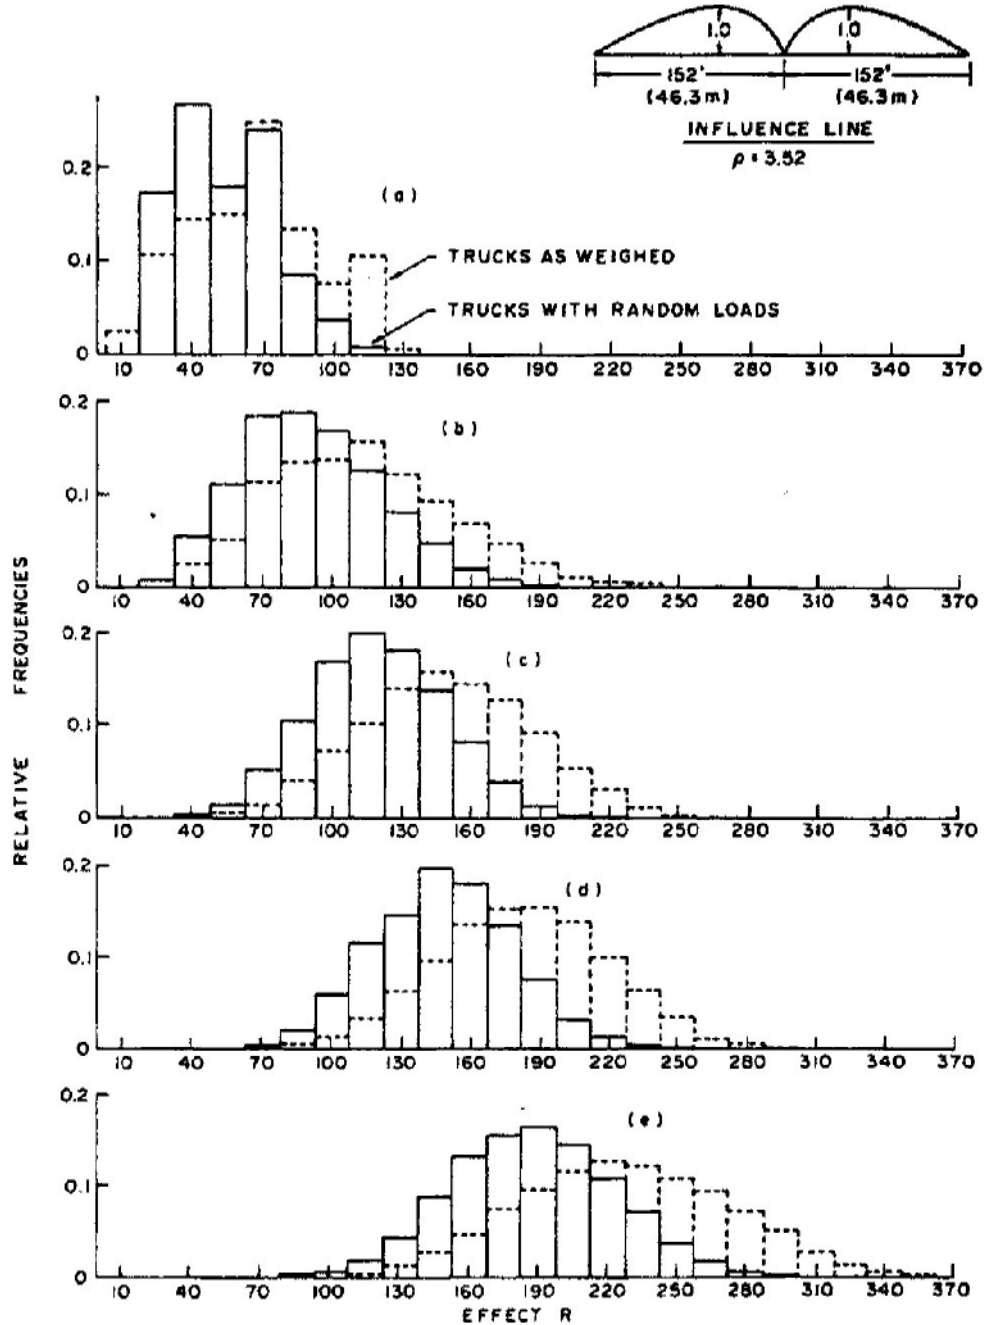 1.0 1.0
152' 152'
(46.3m) (46.3m)
INFLUENCE LINE
ρ = 3.52
(a)
0.2
TRUCKS AS WEIGHED
0.1
TRUCKS WITH RANDOM LOADS
0
10 40 70 100 130 160 190 220 250 280 310 340 370
0.2
(b)
0.1
0
10 40 70 100 130 160 190 220 250 280 310 340 370
0.2
(c)
0.1
0
10 40 70 100 130 160 190 220 250 280 310 340 370
0.2
(d)
0.1
0
10 40 70 100 130 160 190 220 250 280 310 340 370
0.2
(e)
0.1
0
10 40 70 100 130 160 190 220 250 280 310 340 370
EFFECT R
RELATIVE FREQUENCIES